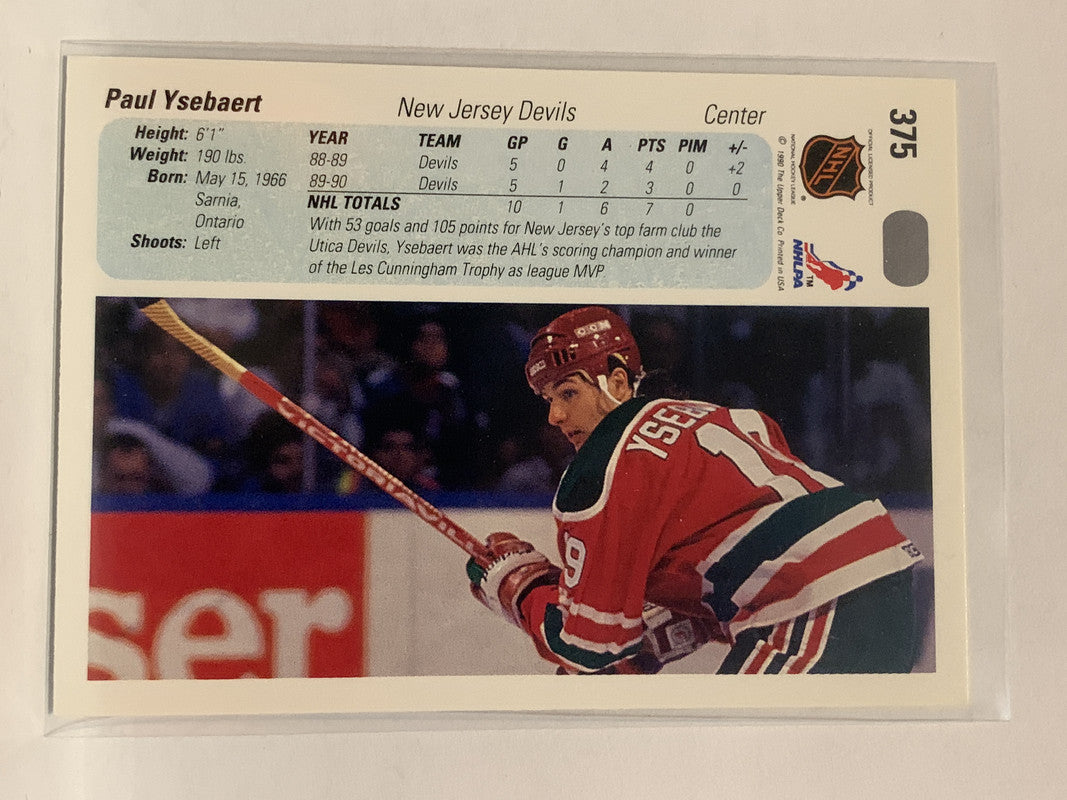 Paul Ysebaert New Jersey Devils Center
Height: 6'1"
Weight: 190 lbs.
Born: May 15, 1966
Sarnia,
Ontario
Shoots: Left
YEAR TEAM GP G A PTS PIM +/-
88-89 Devils 5 0 4 4 0 +2
89-90 Devils 5 1 2 3 0 0
NHL TOTALS 10 1 6 7 0
With 53 goals and 105 points for New Jersey's top farm club the
Utica Devils, Ysebaert was the AHL's scoring champion and winner
of the Les Cunningham Trophy as league MVP.
375
OFFICIAL LICENSED PRODUCT
NHL
®
NATIONAL HOCKEY LEAGUE
© 1990 The Upper Deck Co. Printed in USA
NHLPA
TM
CCM
YSEB
19
9
VICTORIAVILLE
ser